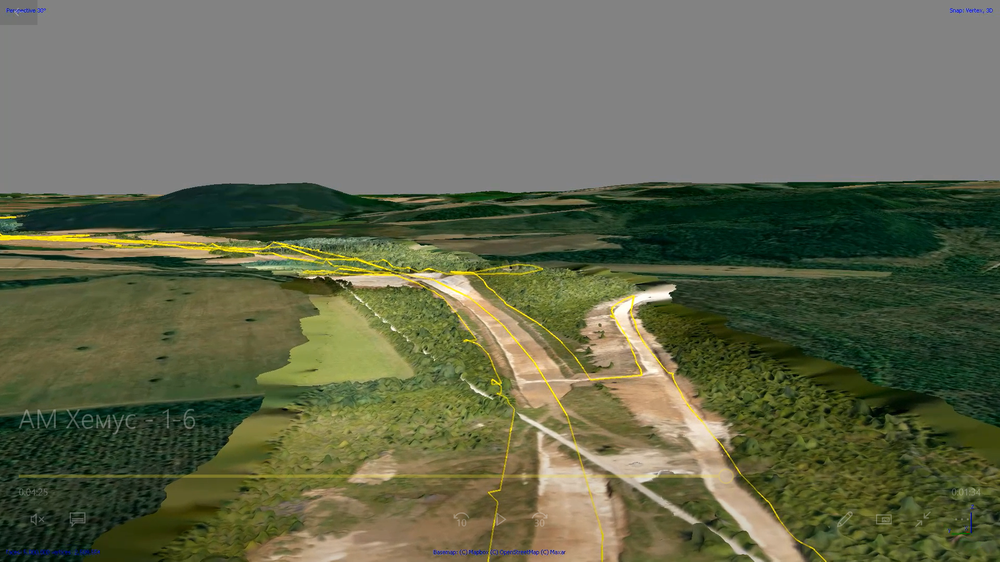 Perspective 30°
Snap: Vertex, 3D
АМ Хемус - 1-6
0:04:25
0:01:34
10
30
Z
Y
X
Basemap: (C) Mapbox (C) OpenStreetMap (C) Maxar